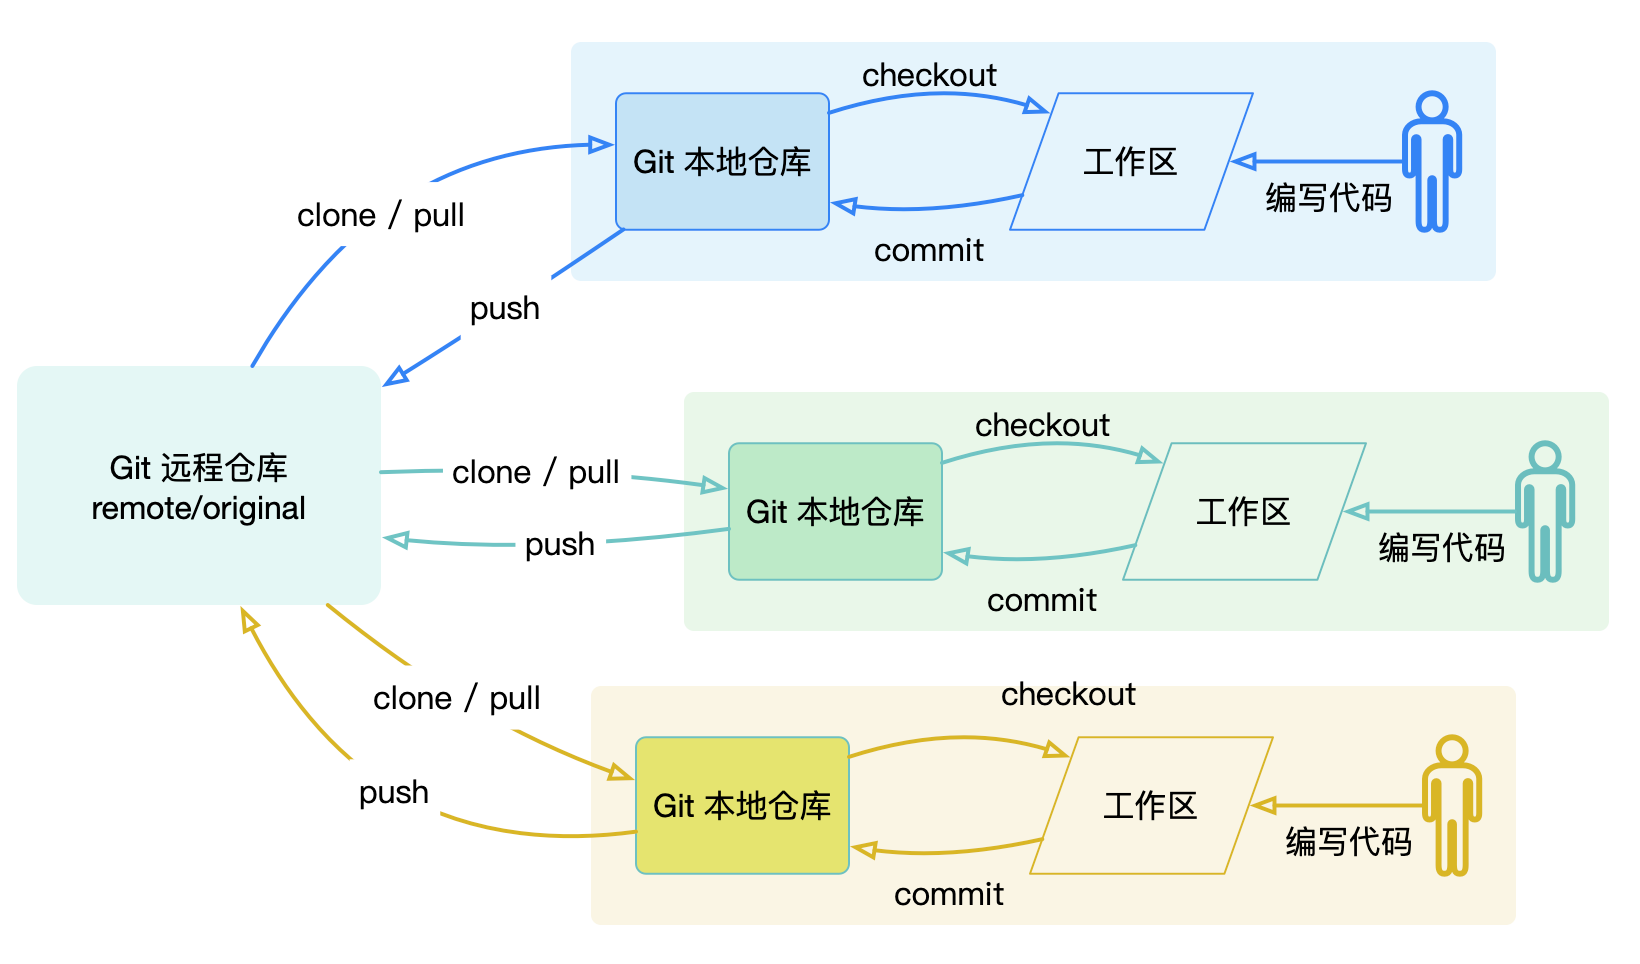 checkout
Git 本地仓库
工作区
编写代码
commit
clone / pull
push
Git 远程仓库
remote/original
checkout
clone / pull
Git 本地仓库
工作区
编写代码
push
commit
checkout
clone / pull
Git 本地仓库
工作区
编写代码
push
commit